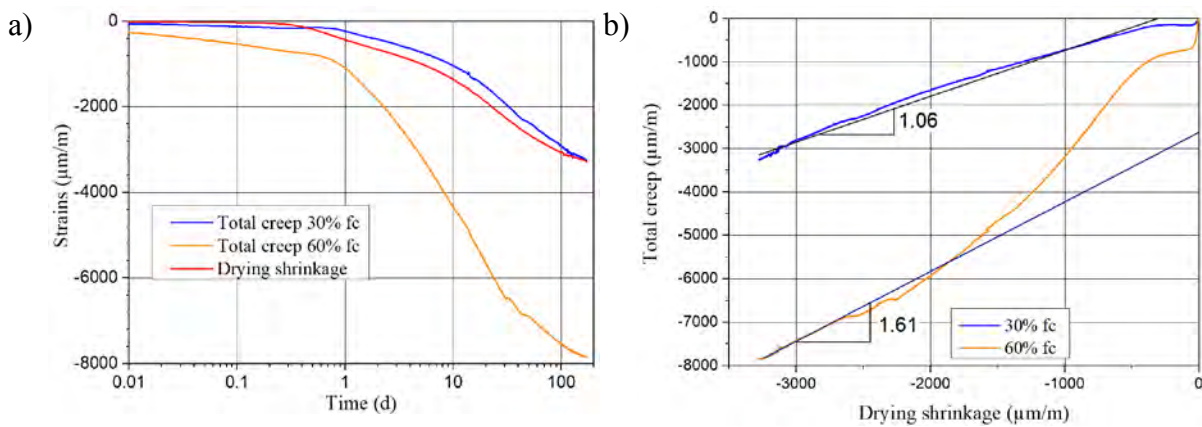 a)
Strains (μm/m)
0
-2000
-4000
-6000
-8000
Total creep 30% fc
Total creep 60% fc
Drying shrinkage
0.01 0.1 1 10 100
Time (d)
b)
Total creep (μm/m)
0
-1000
-2000
-3000
-4000
-5000
-6000
-7000
-8000
1.06
1.61
30% fc
60% fc
-3000 -2000 -1000 0
Drying shrinkage (μm/m)